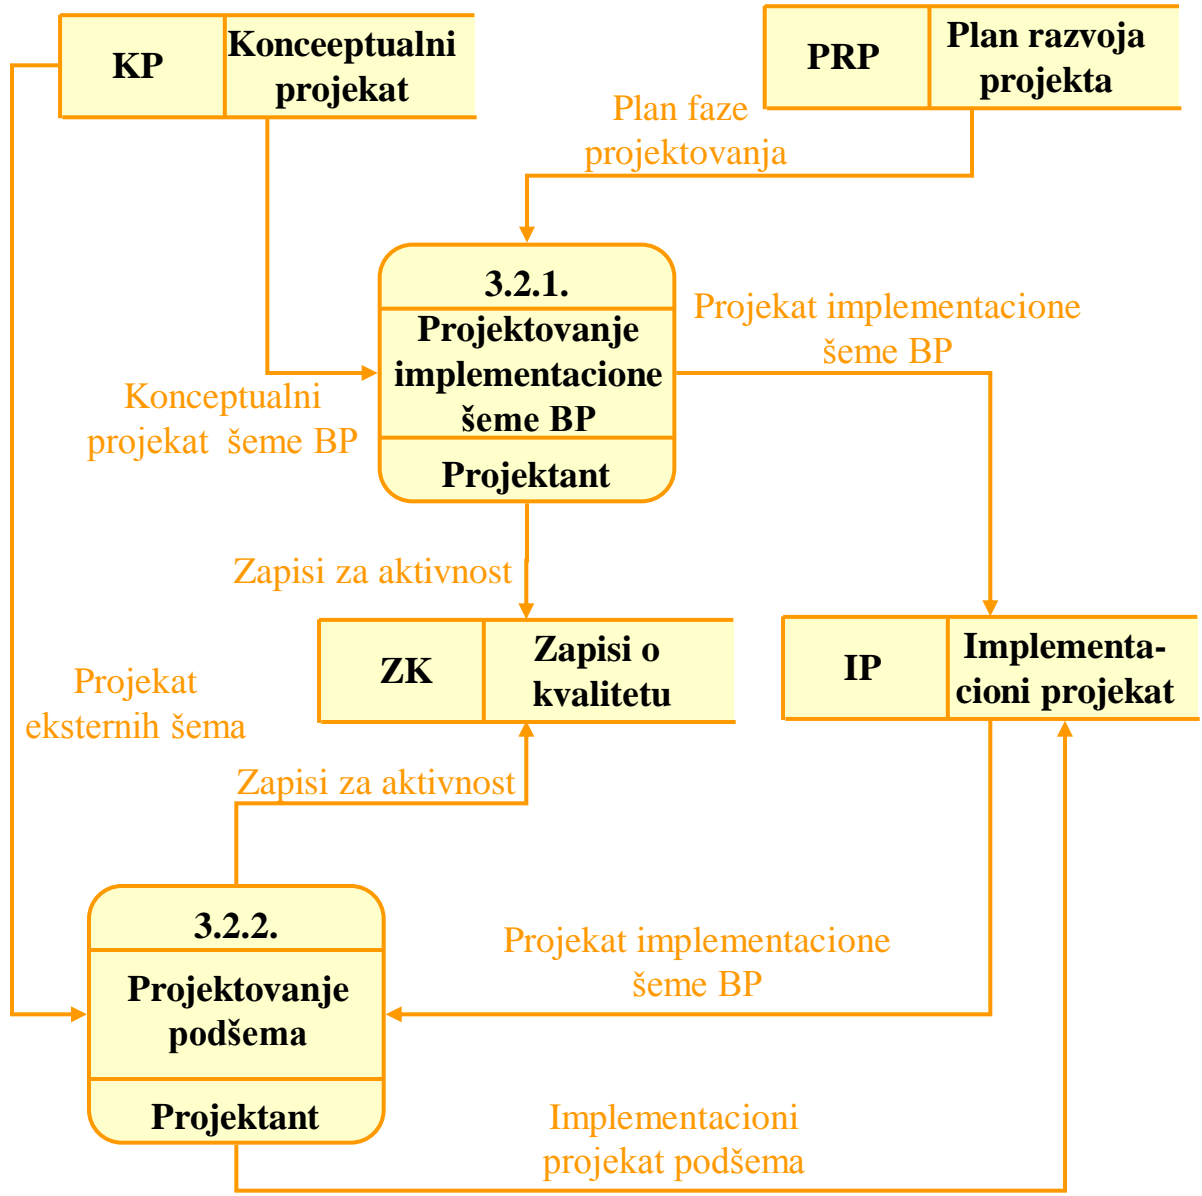 KP
Konceeptualni
projekat
PRP
Plan razvoja
projekta
Plan faze
projektovanja
3.2.1.
Projektovanje
implementacione
šeme BP
Projektant
Projekat implementacione
šeme BP
Konceptualni
projekat šeme BP
Zapisi za aktivnost
ZK
Zapisi o
kvalitetu
IP
Implementa-
cioni projekat
Projekat
eksternih šema
Zapisi za aktivnost
3.2.2.
Projektovanje
podšema
Projektant
Projekat implementacione
šeme BP
Implementacioni
projekat podšema